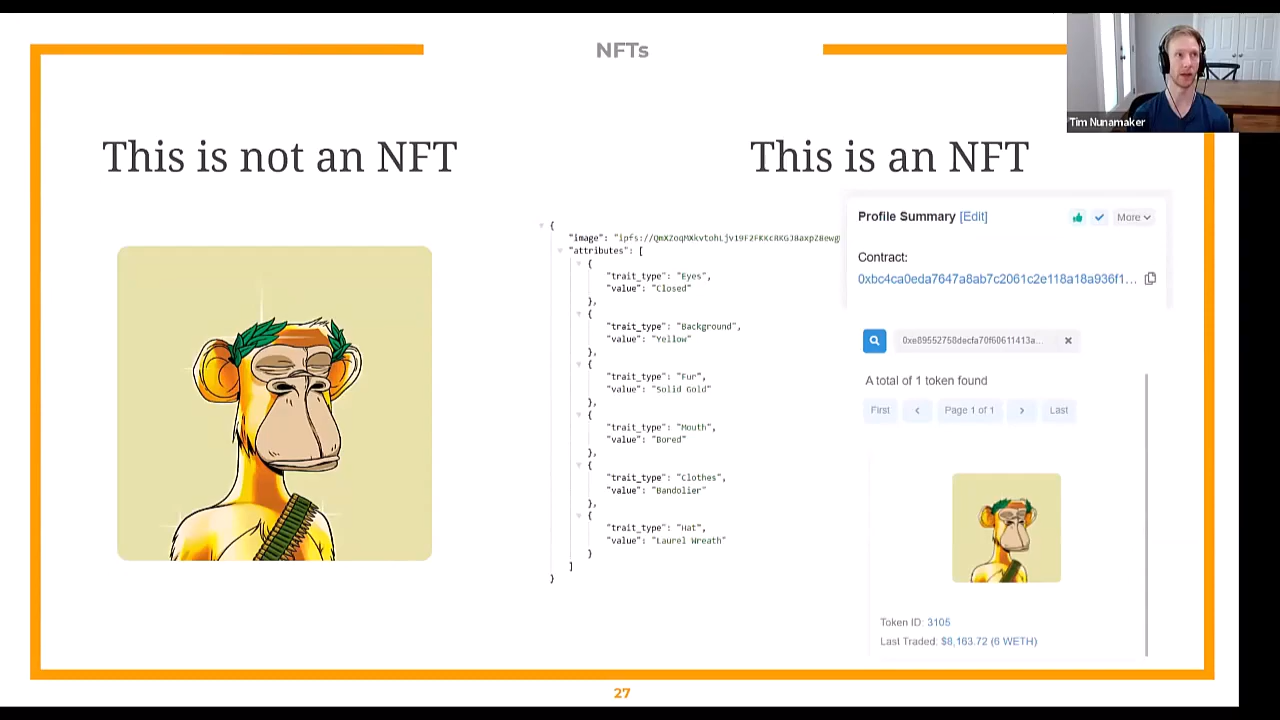 NFTs
Tim Nunamaker
This is not an NFT
This is an NFT
{
"attributes": [
{
"trait_type": "Eyes",
"value": "Closed"
},
{
"trait_type": "Background",
"value": "Yellow"
},
{
"trait_type": "Fur",
"value": "Solid Gold"
},
{
"trait_type": "Mouth",
"value": "Bored"
},
{
"trait_type": "Clothes",
"value": "Bandolier"
},
{
"trait_type": "Hat",
"value": "Laurel Wreath"
}
]
}
Profile Summary [Edit]
More
Contract:
0xbc4ca0eda7647a8ab7c2061c2e118a18a936f1...
0xe89552758decfa70f60611413a...
A total of 1 token found
First
Page 1 of 1
Last
Token ID: 3105
Last Traded: $8,163.72 (6 WETH)
27